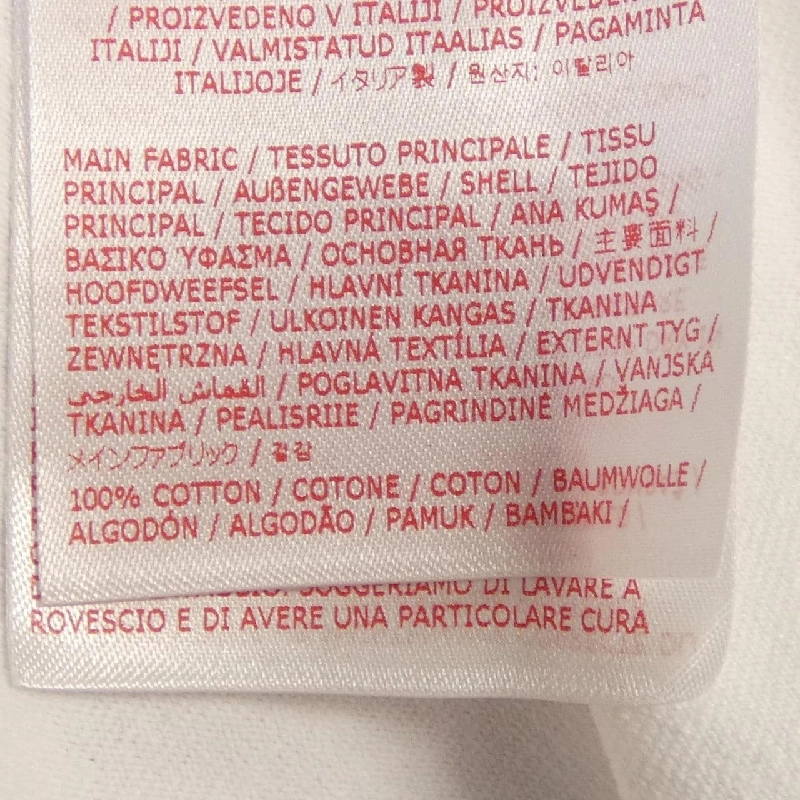 / PROIZVEDENO V ITALIJI / PROIZVEDENO
ITALIJI / VALMISTATUD ITAALIAS / PAGAMINTA
ITALIJOJE / イタリア製 / 원산지: 이탈리아
MAIN FABRIC / TESSUTO PRINCIPALE / TISSU
PRINCIPAL / AUßENGEWEBE / SHELL / TEJIDO
PRINCIPAL / TECIDO PRINCIPAL / ANA KUMAŞ /
ΒΑΣΙΚΟ ΥΦΑΣΜΑ / ОСНОВНАЯ ТКАНЬ / 主要面料 /
HOOFDWEEFSEL / HLAVNÍ TKANINA / UDVENDIGT
TEKSTILSTOF / ULKOINEN KANGAS / TKANINA
ZEWNĘTRZNA / HLAVNÁ TEXTÍLIA / EXTERNT TYG /
القماش الخارجي / POGLAVITNA TKANINA / VANJSKA
TKANINA / PEALISRIIE / PAGRINDINĖ MEDŽIAGA /
メインファブリック / 겉감
100% COTTON / COTONE / COTON / BAUMWOLLE /
ALGODÓN / ALGODÃO / PAMUK / ΒΑΜΒΑΚΙ /
SUGGERIAMO DI LAVARE A
ROVESCIO E DI AVERE UNA PARTICOLARE CURA